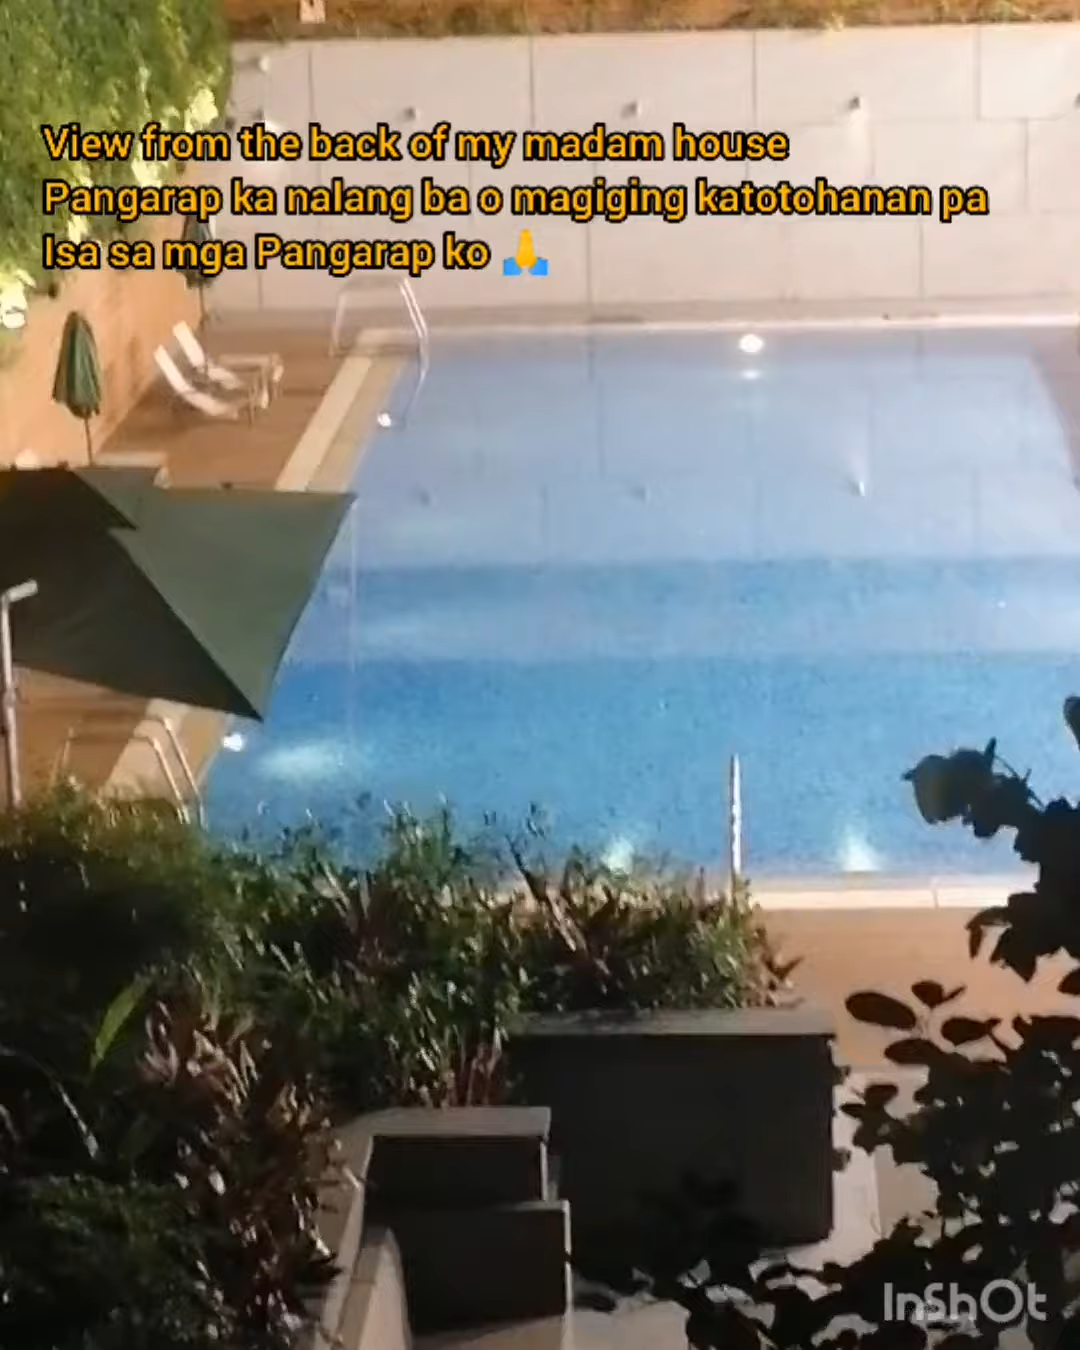 View from the back of my madam house
Pangarap ka nalang ba o magiging katotohanan pa
Isa sa mga Pangarap ko 🙏
InShOt